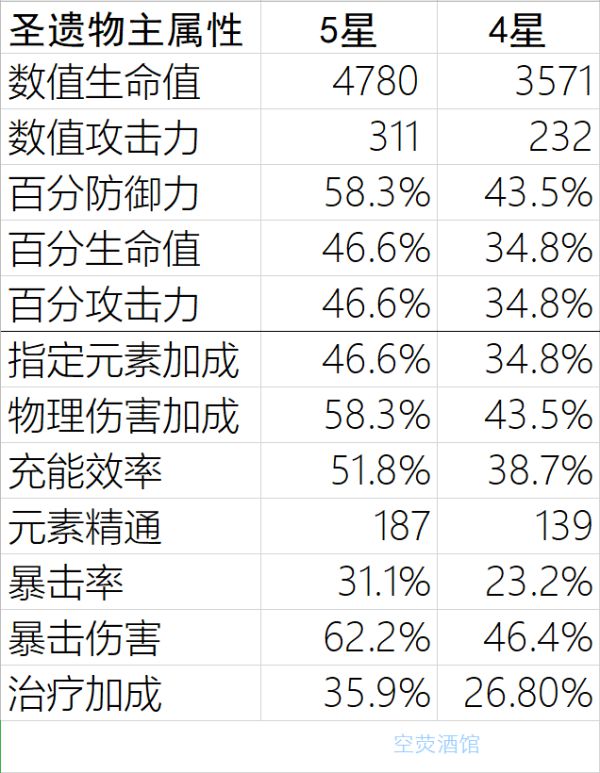 圣遗物主属性 5星 4星
数值生命值 4780 3571
数值攻击力 311 232
百分防御力 58.3% 43.5%
百分生命值 46.6% 34.8%
百分攻击力 46.6% 34.8%
指定元素加成 46.6% 34.8%
物理伤害加成 58.3% 43.5%
充能效率 51.8% 38.7%
元素精通 187 139
暴击率 31.1% 23.2%
暴击伤害 62.2% 46.4%
治疗加成 35.9% 26.80%
空荧酒馆